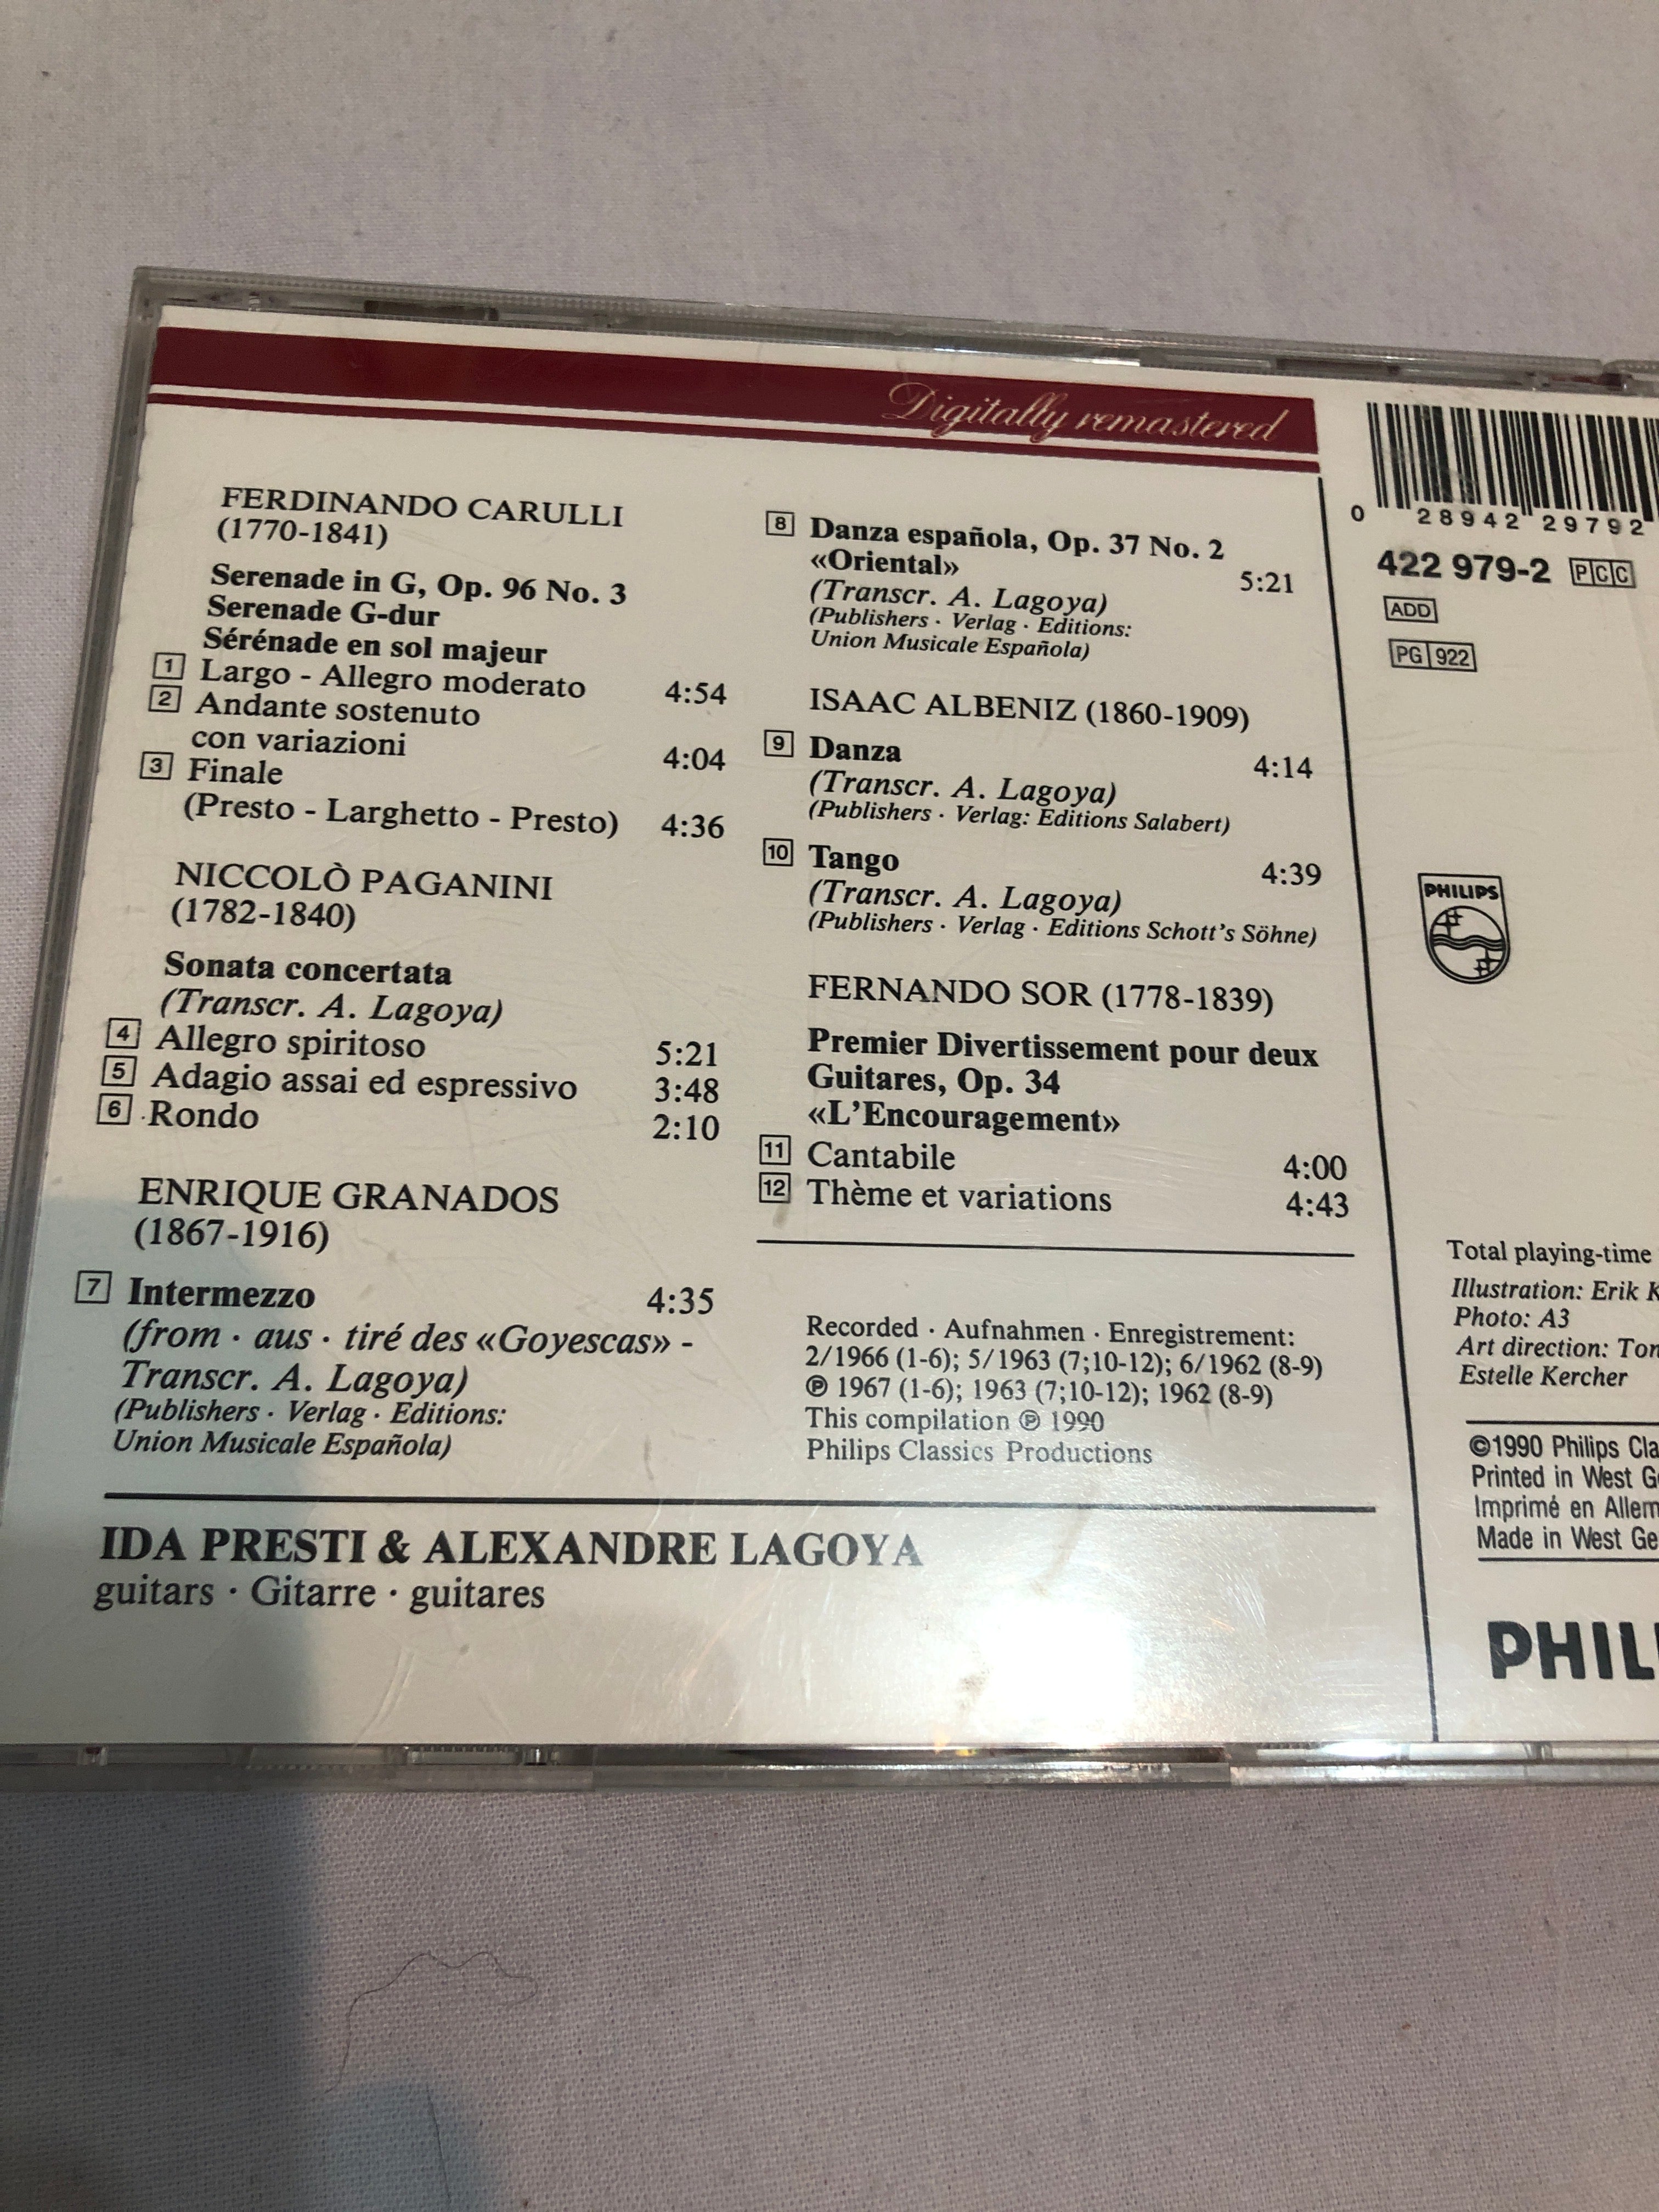 Digitally remastered
FERDINANDO CARULLI
(1770-1841)
Serenade in G, Op. 96 No. 3
Serenade G-dur
Sérénade en sol majeur
1 Largo - Allegro moderato 4:54
2 Andante sostenuto
con variazioni 4:04
3 Finale
(Presto - Larghetto - Presto) 4:36
NICCOLÒ PAGANINI
(1782-1840)
Sonata concertata
(Transcr. A. Lagoya)
4 Allegro spiritoso 5:21
5 Adagio assai ed espressivo 3:48
6 Rondo 2:10
ENRIQUE GRANADOS
(1867-1916)
7 Intermezzo 4:35
(from · aus · tiré des «Goyescas» -
Transcr. A. Lagoya)
(Publishers · Verlag · Editions:
Union Musicale Española)
8 Danza española, Op. 37 No. 2
«Oriental» 5:21
(Transcr. A. Lagoya)
(Publishers · Verlag · Editions:
Union Musicale Española)
ISAAC ALBENIZ (1860-1909)
9 Danza 4:14
(Transcr. A. Lagoya)
(Publishers · Verlag: Editions Salabert)
10 Tango 4:39
(Transcr. A. Lagoya)
(Publishers · Verlag · Editions Schott's Söhne)
FERNANDO SOR (1778-1839)
Premier Divertissement pour deux
Guitares, Op. 34
«L'Encouragement»
11 Cantabile 4:00
12 Thème et variations 4:43
Recorded · Aufnahmen · Enregistrement:
2/1966 (1-6); 5/1963 (7;10-12); 6/1962 (8-9)
℗ 1967 (1-6); 1963 (7;10-12); 1962 (8-9)
This compilation ℗ 1990
Philips Classics Productions
IDA PRESTI & ALEXANDRE LAGOYA
guitars · Gitarre · guitares
0 28942 29792
422 979-2 PCC
ADD
PG 922
PHILIPS
Total playing-time
Illustration: Erik K
Photo: A3
Art direction: Ton
Estelle Kercher
©1990 Philips Cla
Printed in West Ge
Imprimé en Allem
Made in West Ge
PHILI